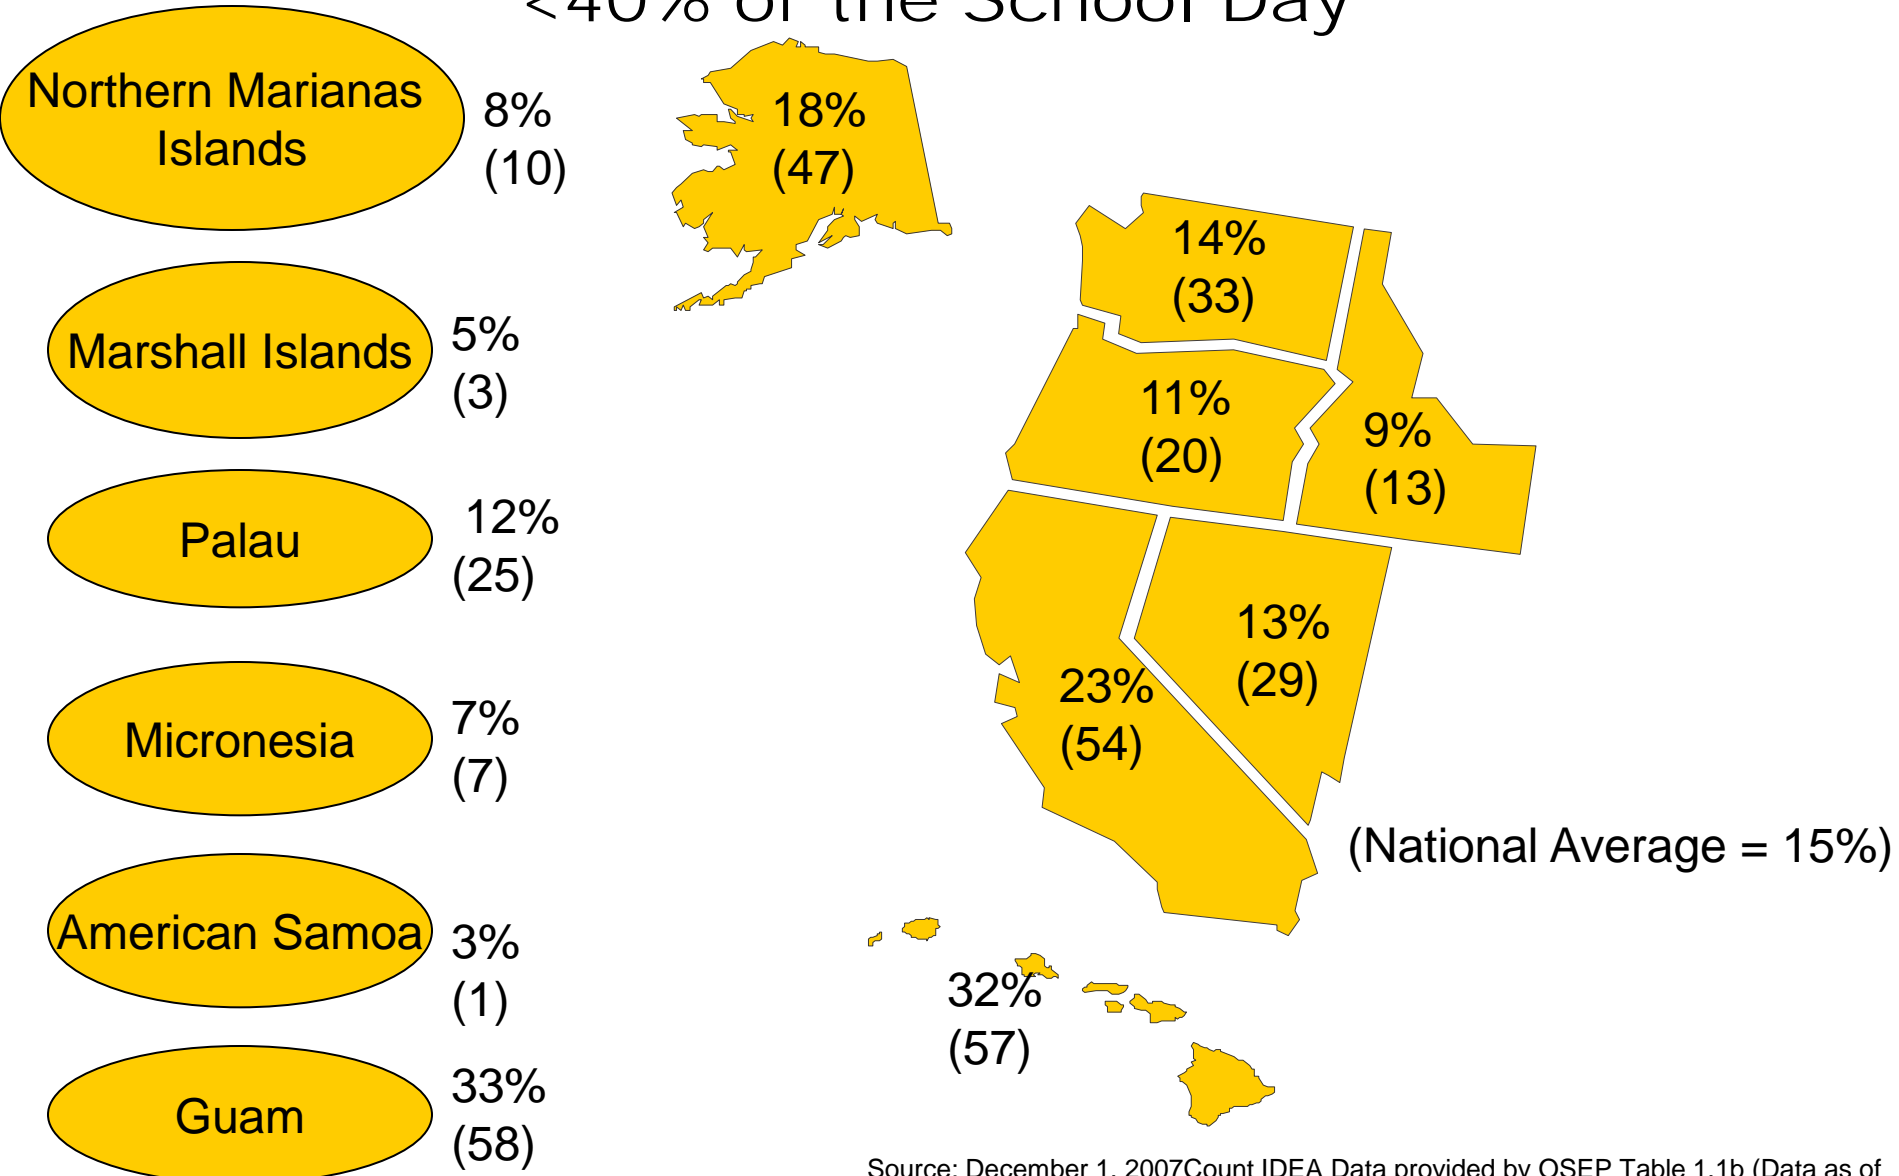 <40% of the School Day
Northern Marianas
Islands
8%
(10)
Marshall Islands
5%
(3)
Palau
12%
(25)
Micronesia
7%
(7)
American Samoa
3%
(1)
Guam
33%
(58)
18%
(47)
14%
(33)
11%
(20)
9%
(13)
23%
(54)
13%
(29)
(National Average = 15%)
32%
(57)
Source: December 1, 2007Count IDEA Data provided by OSEP Table 1.1b (Data as of